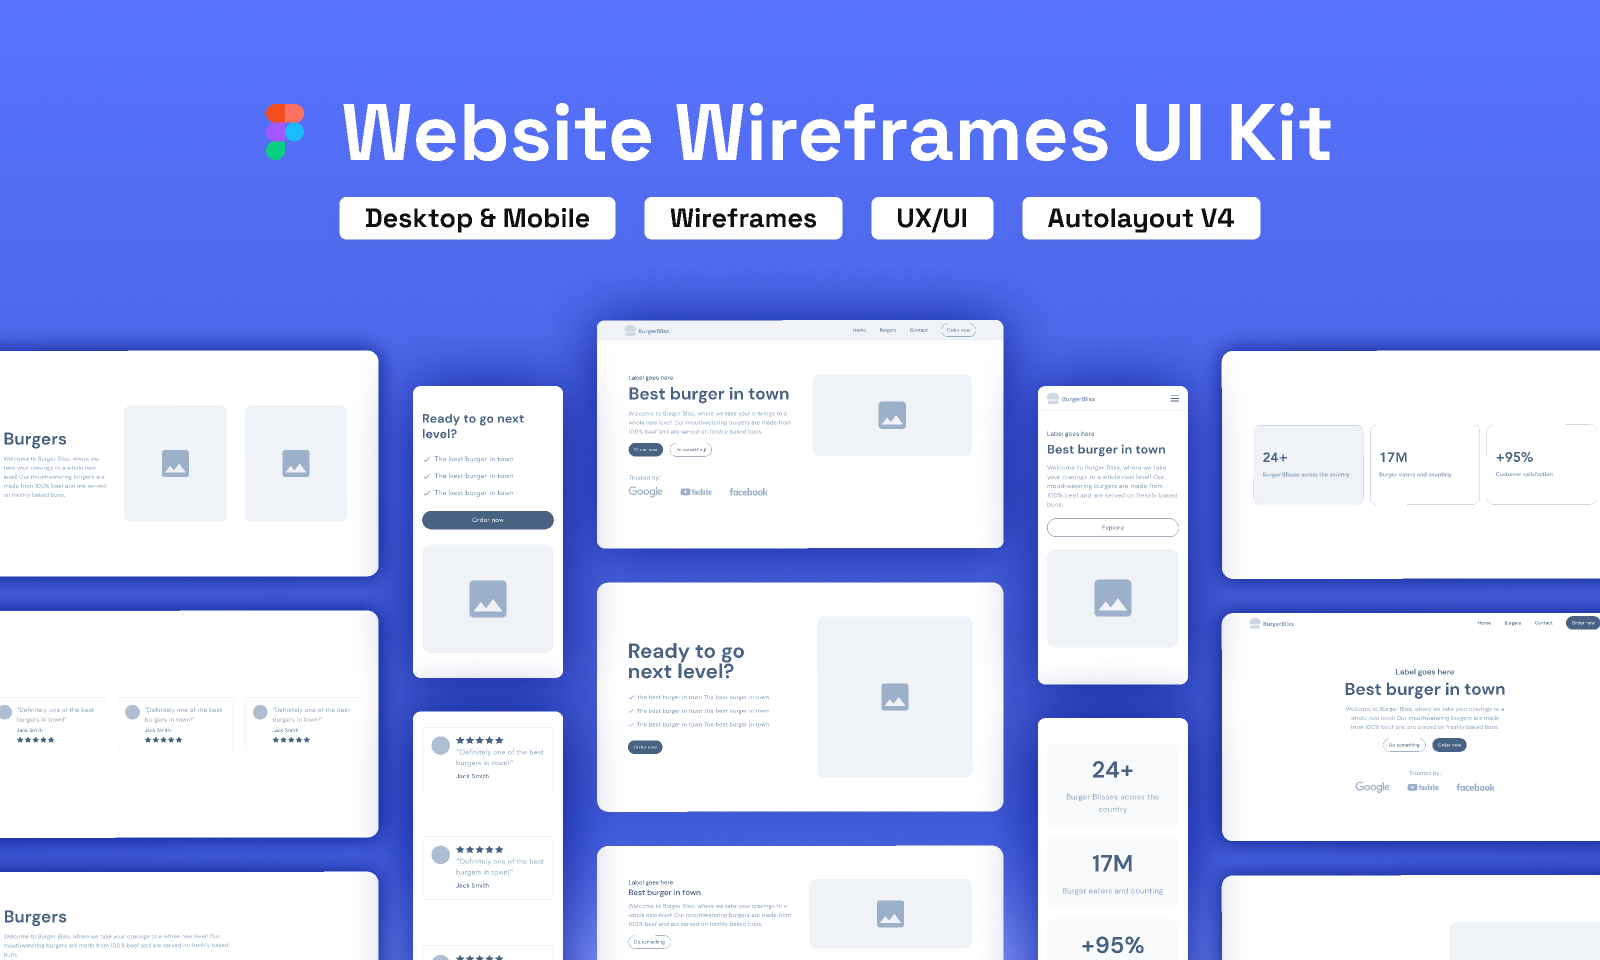 Website Wireframes UI Kit
Desktop & Mobile
Wireframes
UX/UI
Autolayout V4
Burgers
Welcome to Burger Bliss, where we
take your cravings to a whole new
level! Our mouthwatering burgers are
made from 100% beef and are served
on freshly baked buns.
"Definitely one of the best
burgers in town!"
Jack Smith
"Definitely one of the best
burgers in town!"
Jack Smith
"Definitely one of the best
burgers in town!"
Jack Smith
Burgers
Welcome to Burger Bliss, where we take your cravings to a whole new level! Our
mouthwatering burgers are made from 100% beef and are served on freshly baked
buns.
Ready to go next
level?
The best burger in town
The best burger in town
The best burger in town
Order now
"Definitely one of the best
burgers in town!"
Jack Smith
"Definitely one of the best
burgers in town!"
Jack Smith
BurgerBliss
Home
Burgers
Contact
Order now
Label goes here
Best burger in town
Welcome to Burger Bliss, where we take your cravings to a
whole new level! Our mouthwatering burgers are made from
100% beef and are served on freshly baked buns.
Order now
Go something
Trusted by:
Google
YouTube
facebook
Ready to go
next level?
The best burger in town The best burger in town
The best burger in town The best burger in town
The best burger in town The best burger in town
Order now
Label goes here
Best burger in town
Welcome to Burger Bliss, where we take your cravings to a
whole new level! Our mouthwatering burgers are made from
100% beef and are served on freshly baked buns.
Go something
BurgerBliss
Label goes here
Best burger in town
Welcome to Burger Bliss, where we take
your cravings to a whole new level! Our
mouthwatering burgers are made from
100% beef and are served on freshly baked
buns.
Explore
24+
Burger Blisses across the
country
17M
Burger eaters and counting
+95%
24+
Burger Blisses across the country
17M
Burger eaters and counting
+95%
Customer satisfaction
BurgerBliss
Home
Burgers
Contact
Order now
Label goes here
Best burger in town
Welcome to Burger Bliss, where we take your cravings to a
whole new level! Our mouthwatering burgers are made
from 100% beef and are served on freshly baked buns.
Go something
Order now
Trusted by:
Google
YouTube
facebook